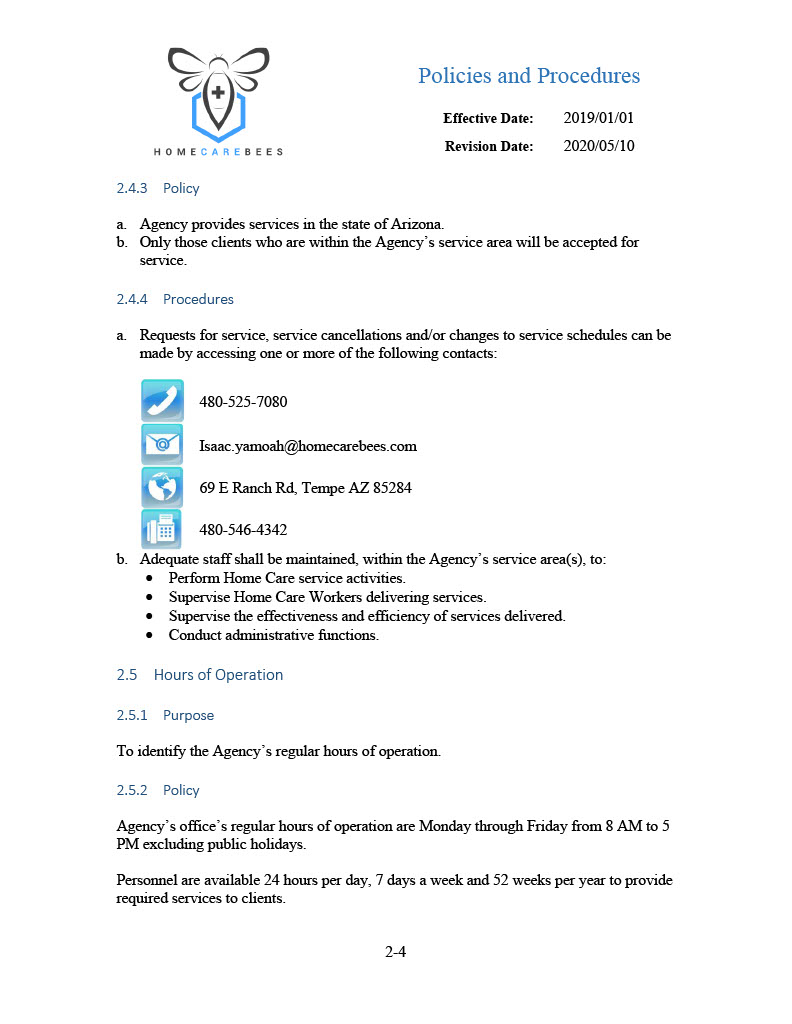 Policies and Procedures
Effective Date: 2019/01/01
Revision Date: 2020/05/10
HOMECAREBEES
2.4.3 Policy
a. Agency provides services in the state of Arizona.
b. Only those clients who are within the Agency’s service area will be accepted for
service.
2.4.4 Procedures
a. Requests for service, service cancellations and/or changes to service schedules can be
made by accessing one or more of the following contacts:
480-525-7080
Isaac.yamoah@homecarebees.com
69 E Ranch Rd, Tempe AZ 85284
480-546-4342
b. Adequate staff shall be maintained, within the Agency’s service area(s), to:
• Perform Home Care service activities.
• Supervise Home Care Workers delivering services.
• Supervise the effectiveness and efficiency of services delivered.
• Conduct administrative functions.
2.5 Hours of Operation
2.5.1 Purpose
To identify the Agency’s regular hours of operation.
2.5.2 Policy
Agency’s office’s regular hours of operation are Monday through Friday from 8 AM to 5
PM excluding public holidays.
Personnel are available 24 hours per day, 7 days a week and 52 weeks per year to provide
required services to clients.
2-4